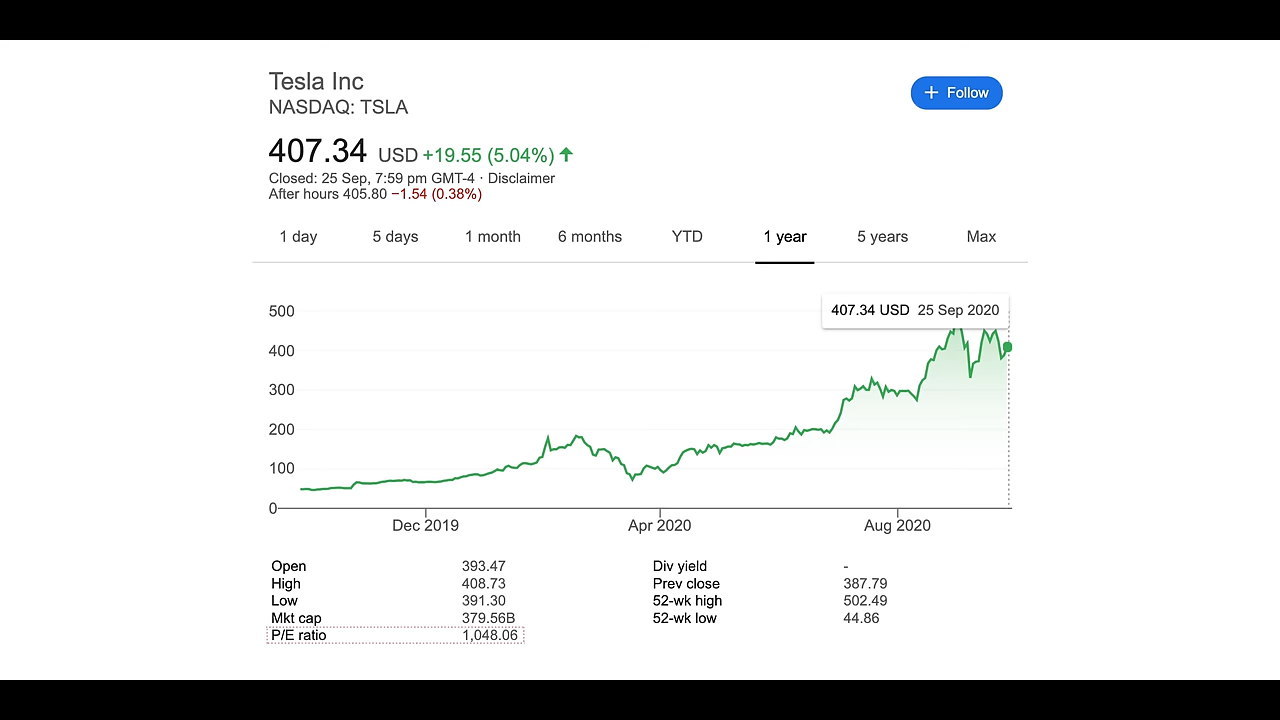 Tesla Inc
NASDAQ: TSLA
+ Follow
407.34 USD +19.55 (5.04%)
Closed: 25 Sep, 7:59 pm GMT-4 · Disclaimer
After hours 405.80 −1.54 (0.38%)
1 day 5 days 1 month 6 months YTD 1 year 5 years Max
407.34 USD 25 Sep 2020
500
400
300
200
100
0
Dec 2019 Apr 2020 Aug 2020
Open 393.47 Div yield -
High 408.73 Prev close 387.79
Low 391.30 52-wk high 502.49
Mkt cap 379.56B 52-wk low 44.86
P/E ratio 1,048.06